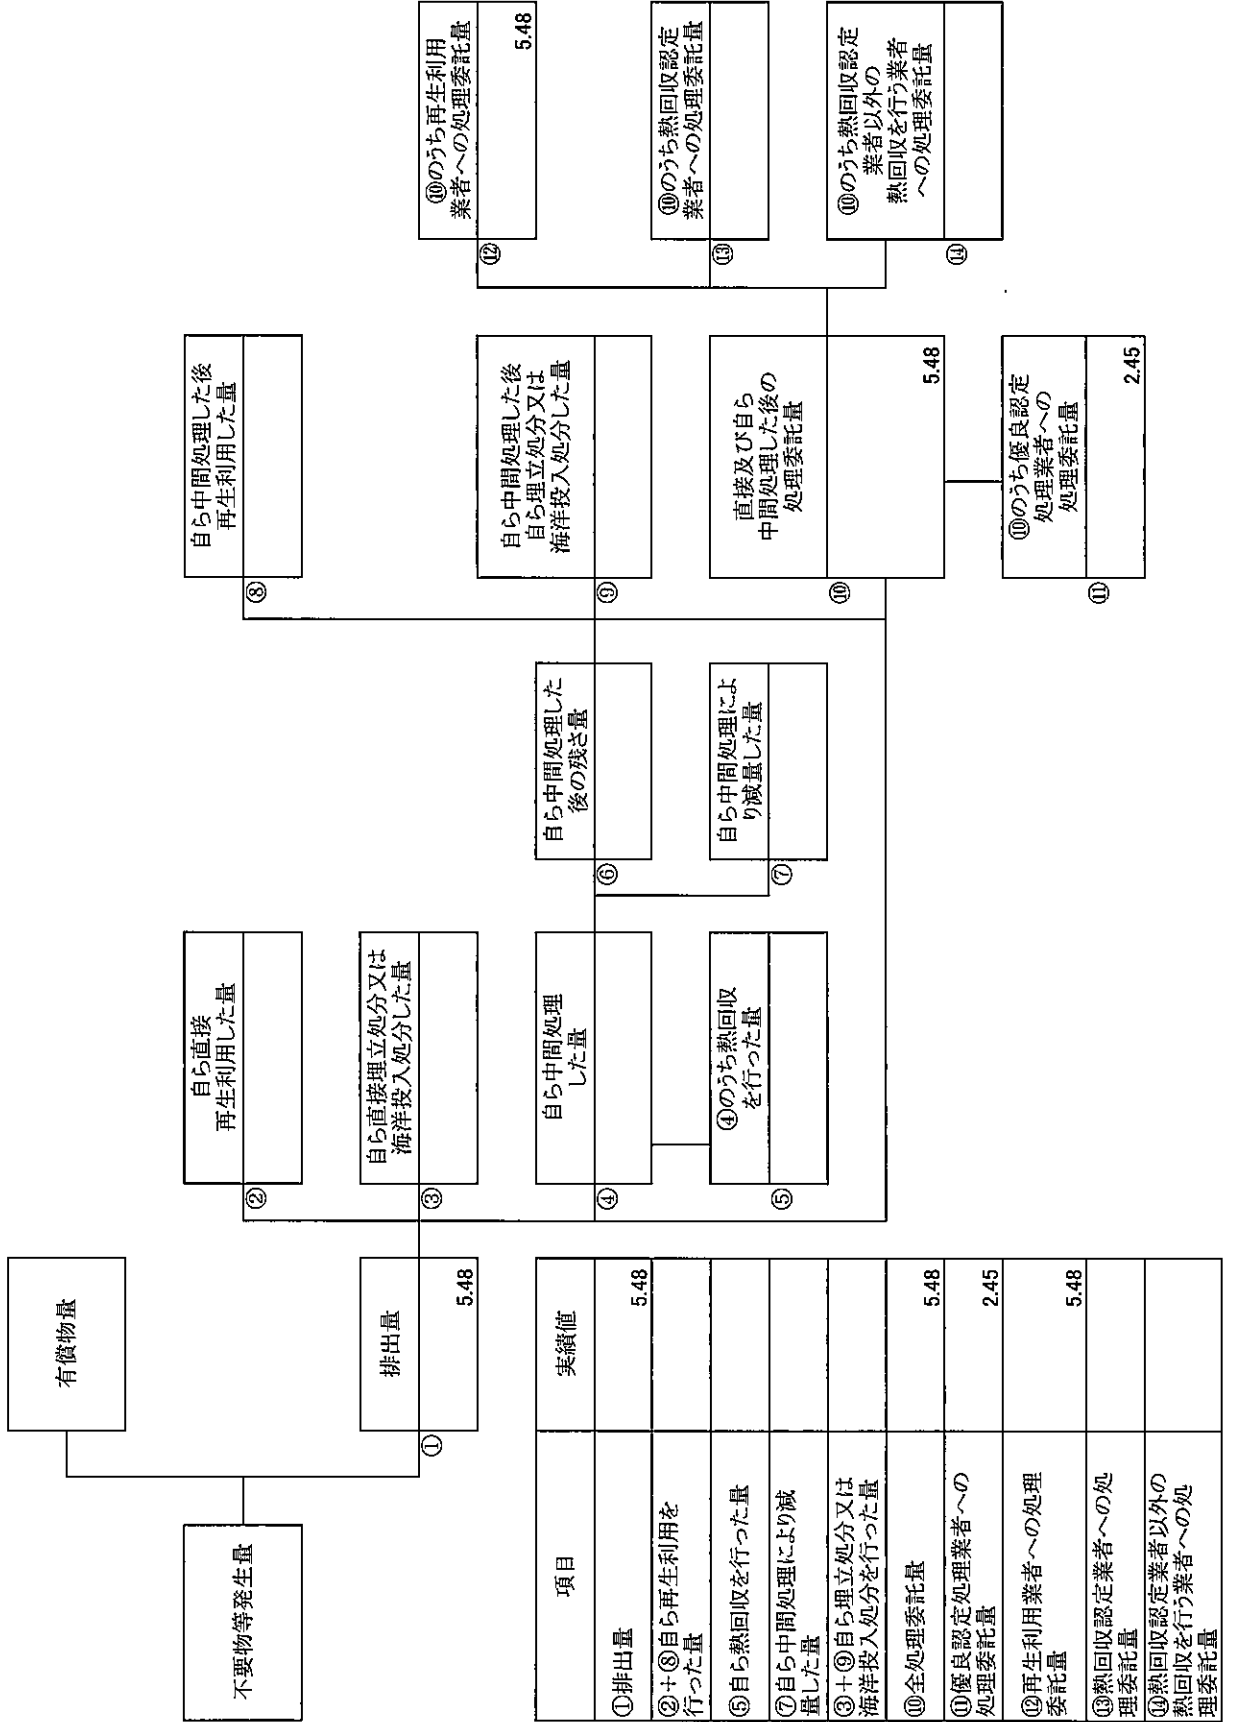 有償物量
不要物等発生量
排出量
①
5.48
自ら直接
再生利用した量
②
自ら直接埋立処分又は
海洋投入処分した量
③
自ら中間処理
した量
④
④のうち熱回収
を行った量
⑤
自ら中間処理した
後の残さ量
⑥
自ら中間処理によ
り減量した量
⑦
自ら中間処理した後
再生利用した量
⑧
自ら中間処理した後
自ら埋立処分又は
海洋投入処分した量
⑨
直接及び自ら
中間処理した後の
処理委託量
⑩
5.48
⑩のうち優良認定
処理業者への
処理委託量
⑪
2.45
⑩のうち再生利用
業者への処理委託量
⑫
5.48
⑩のうち熱回収認定
業者への処理委託量
⑬
⑩のうち熱回収認定
業者以外の
熱回収を行う業者
への処理委託量
⑭
項目 実績値
①排出量 5.48
②+⑧自ら再生利用を
行った量
⑤自ら熱回収を行った量
⑦自ら中間処理により減
量した量
③+⑨自ら埋立処分又は
海洋投入処分を行った量
⑩全処理委託量 5.48
⑪優良認定処理業者への
処理委託量 2.45
⑫再生利用業者への処理
委託量 5.48
⑬熱回収認定業者への処
理委託量
⑭熱回収認定業者以外の
熱回収を行う業者への処
理委託量